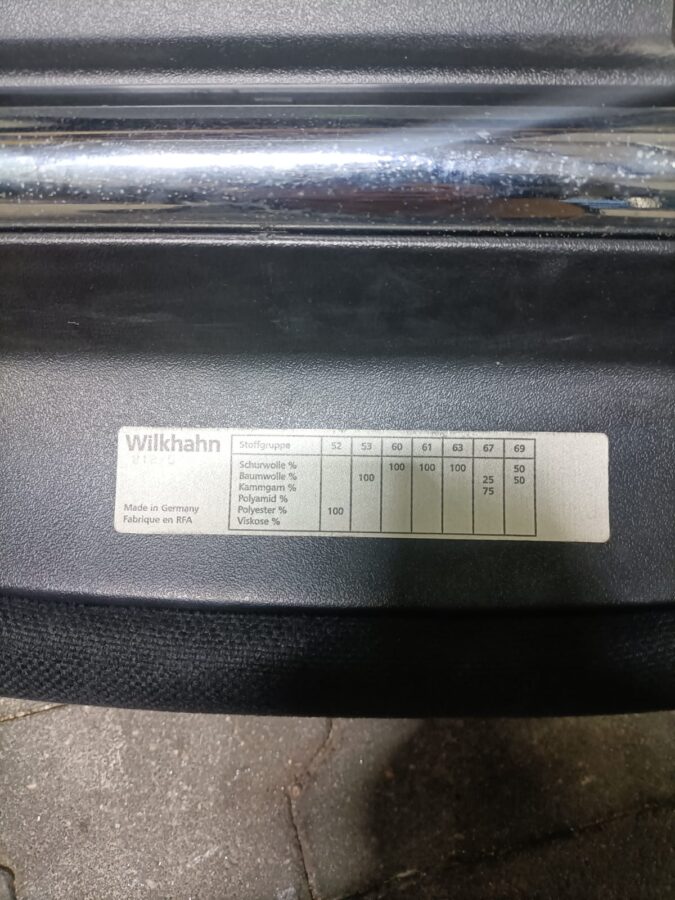 Wilkhahn
Made in Germany
Fabrique en RFA
Stoffgruppe 52 53 60 61 63 67 69
Schurwolle % 100 100 100 50
Baumwolle % 100 25 50
Kammgarn % 75
Polyamid %
Polyester % 100
Viskose %